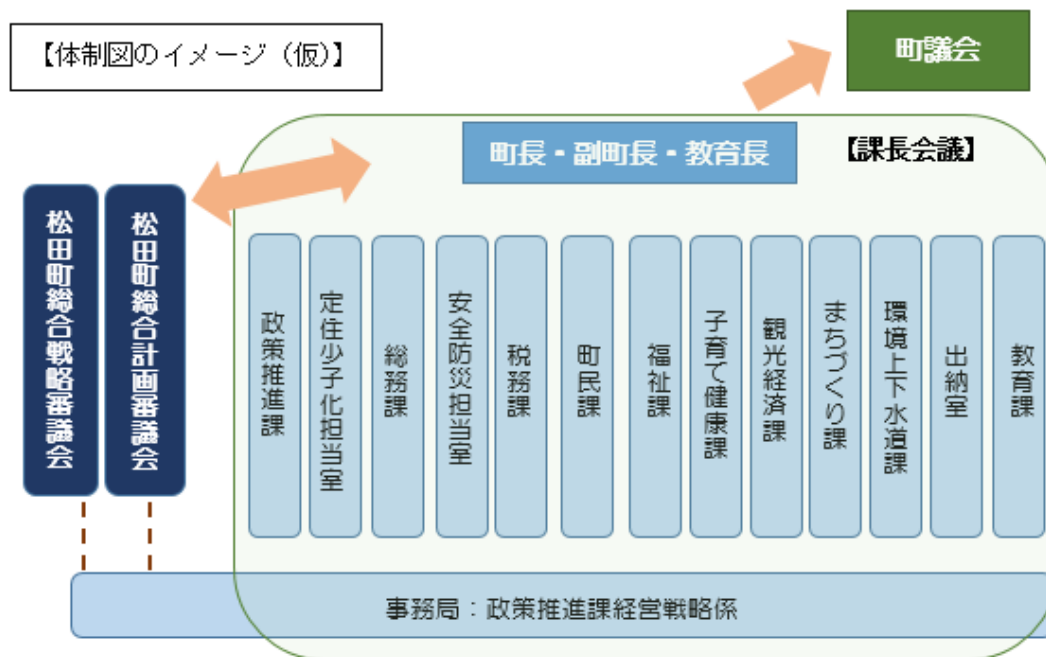 【体制図のイメージ（仮）】
町議会
町長・副町長・教育長
【課長会議】
松田町総合戦略審議会
松田町総合計画審議会
政策推進課
定住少子化担当室
総務課
安全防災担当室
税務課
町民課
福祉課
子育て健康課
観光経済課
まちづくり課
環境上下水道課
出納室
教育課
事務局：政策推進課経営戦略係